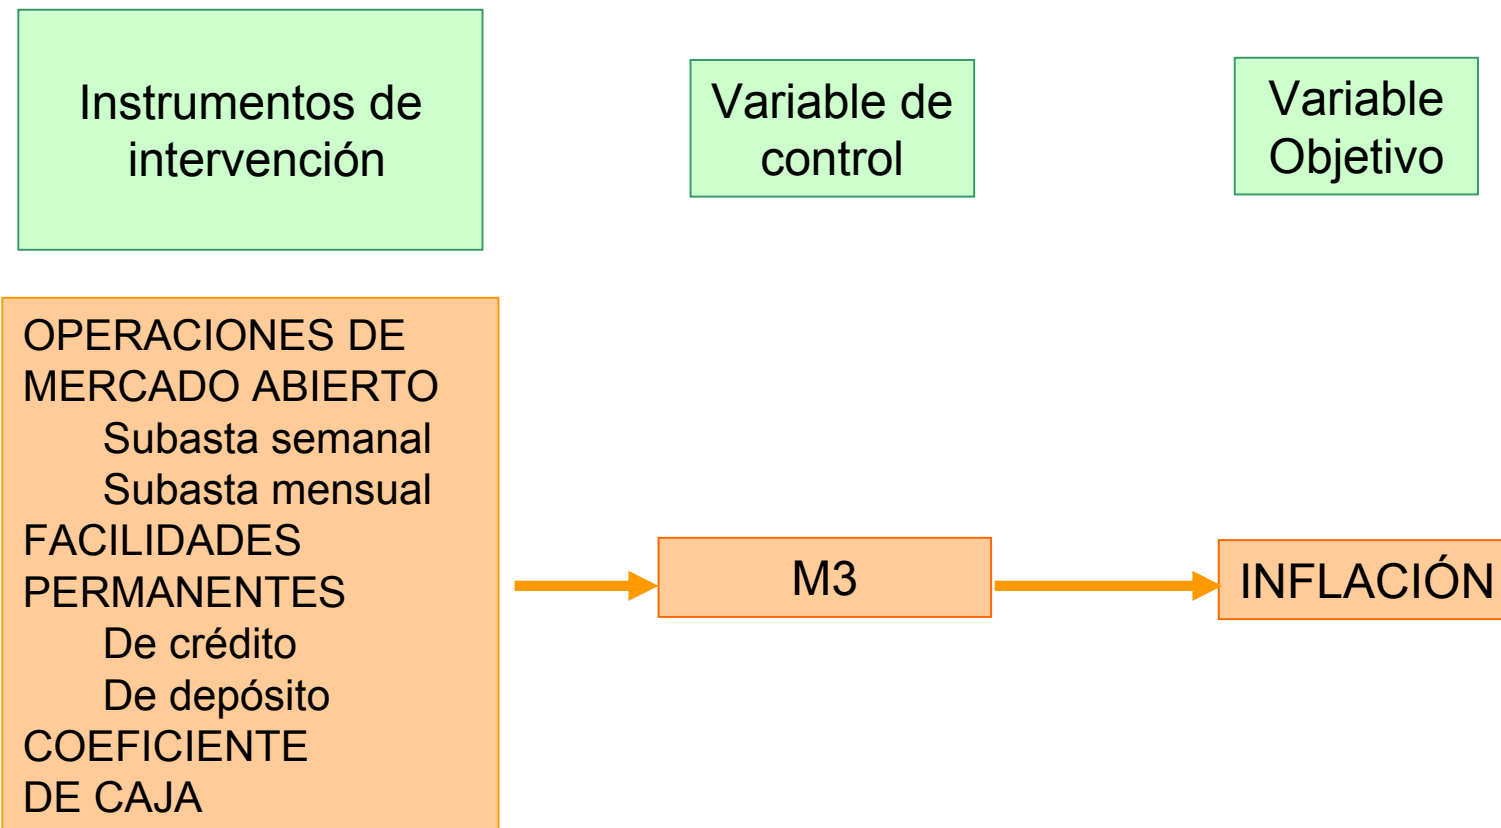 Instrumentos de
intervención
Variable de
control
Variable
Objetivo
OPERACIONES DE
MERCADO ABIERTO
Subasta semanal
Subasta mensual
FACILIDADES
PERMANENTES
De crédito
De depósito
COEFICIENTE
DE CAJA
M3
INFLACIÓN